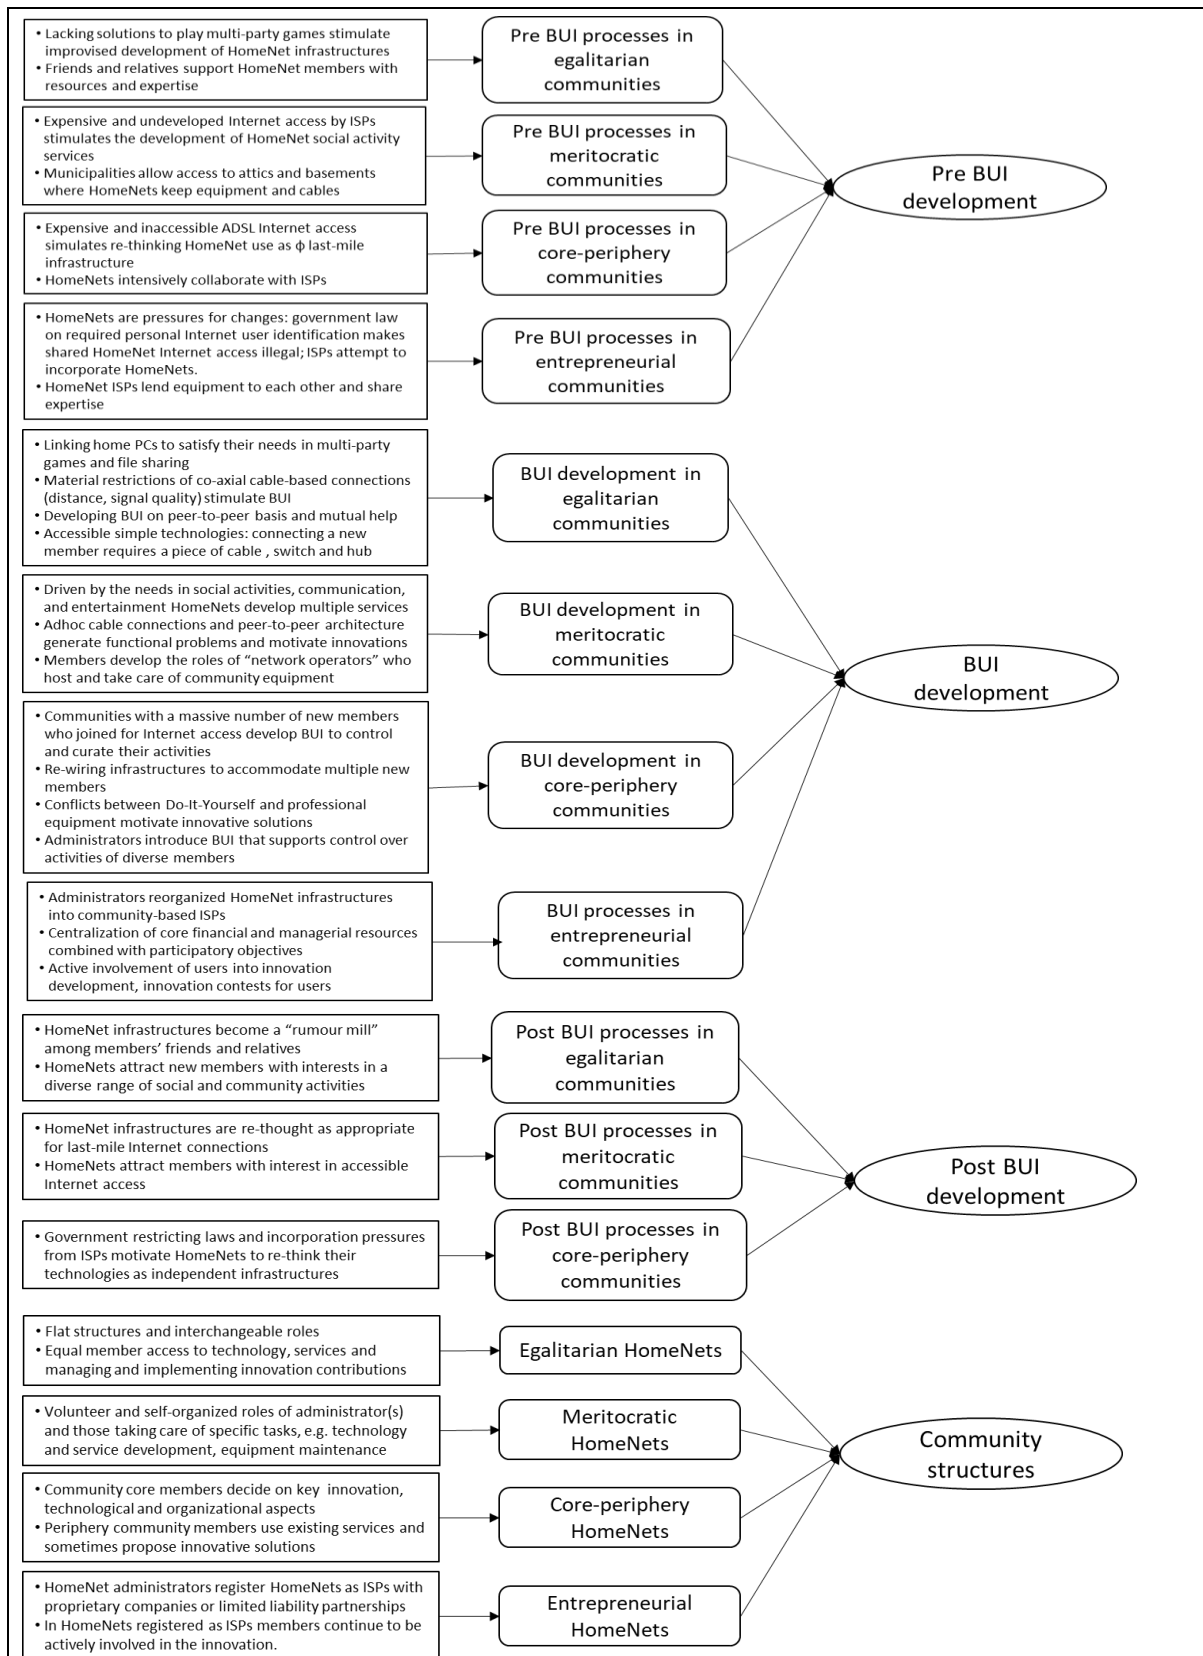 • Lacking solutions to play multi-party games stimulate
improvised development of HomeNet infrastructures
• Friends and relatives support HomeNet members with
resources and expertise
Pre BUI processes in
egalitarian
communities
• Expensive and undeveloped Internet access by ISPs
stimulates the development of HomeNet social activity
services
• Municipalities allow access to attics and basements
where HomeNets keep equipment and cables
Pre BUI processes in
meritocratic
communities
Pre BUI
development
• Expensive and inaccessible ADSL Internet access
simulates re-thinking HomeNet use as ф last-mile
infrastructure
• HomeNets intensively collaborate with ISPs
Pre BUI processes in
core-periphery
communities
• HomeNets are pressures for changes: government law
on required personal Internet user identification makes
shared HomeNet Internet access illegal; ISPs attempt to
incorporate HomeNets.
• HomeNet ISPs lend equipment to each other and share
expertise
Pre BUI processes in
entrepreneurial
communities
• Linking home PCs to satisfy their needs in multi-party
games and file sharing
• Material restrictions of co-axial cable-based connections
(distance, signal quality) stimulate BUI
• Developing BUI on peer-to-peer basis and mutual help
• Accessible simple technologies: connecting a new
member requires a piece of cable , switch and hub
BUI development in
egalitarian
communities
• Driven by the needs in social activities, communication,
and entertainment HomeNets develop multiple services
• Adhoc cable connections and peer-to-peer architecture
generate functional problems and motivate innovations
• Members develop the roles of “network operators” who
host and take care of community equipment
BUI development in
meritocratic
communities
BUI
development
• Communities with a massive number of new members
who joined for Internet access develop BUI to control
and curate their activities
• Re-wiring infrastructures to accommodate multiple new
members
• Conflicts between Do-It-Yourself and professional
equipment motivate innovative solutions
• Administrators introduce BUI that supports control over
activities of diverse members
BUI development in
core-periphery
communities
• Administrators reorganized HomeNet infrastructures
into community-based ISPs
• Centralization of core financial and managerial resources
combined with participatory objectives
• Active involvement of users into innovation
development, innovation contests for users
BUI processes in
entrepreneurial
communities
• HomeNet infrastructures become a “rumour mill”
among members’ friends and relatives
• HomeNets attract new members with interests in a
diverse range of social and community activities
Post BUI processes in
egalitarian
communities
• HomeNet infrastructures are re-thought as appropriate
for last-mile Internet connections
• HomeNets attract members with interest in accessible
Internet access
Post BUI processes in
meritocratic
communities
Post BUI
development
• Government restricting laws and incorporation pressures
from ISPs motivate HomeNets to re-think their
technologies as independent infrastructures
Post BUI processes in
core-periphery
communities
• Flat structures and interchangeable roles
• Equal member access to technology, services and
managing and implementing innovation contributions
Egalitarian HomeNets
• Volunteer and self-organized roles of administrator(s)
and those taking care of specific tasks, e.g. technology
and service development, equipment maintenance
Meritocratic
HomeNets
Community
structures
• Community core members decide on key innovation,
technological and organizational aspects
• Periphery community members use existing services and
sometimes propose innovative solutions
Core-periphery
HomeNets
• HomeNet administrators register HomeNets as ISPs with
proprietary companies or limited liability partnerships
• In HomeNets registered as ISPs members continue to be
actively involved in the innovation.
Entrepreneurial
HomeNets